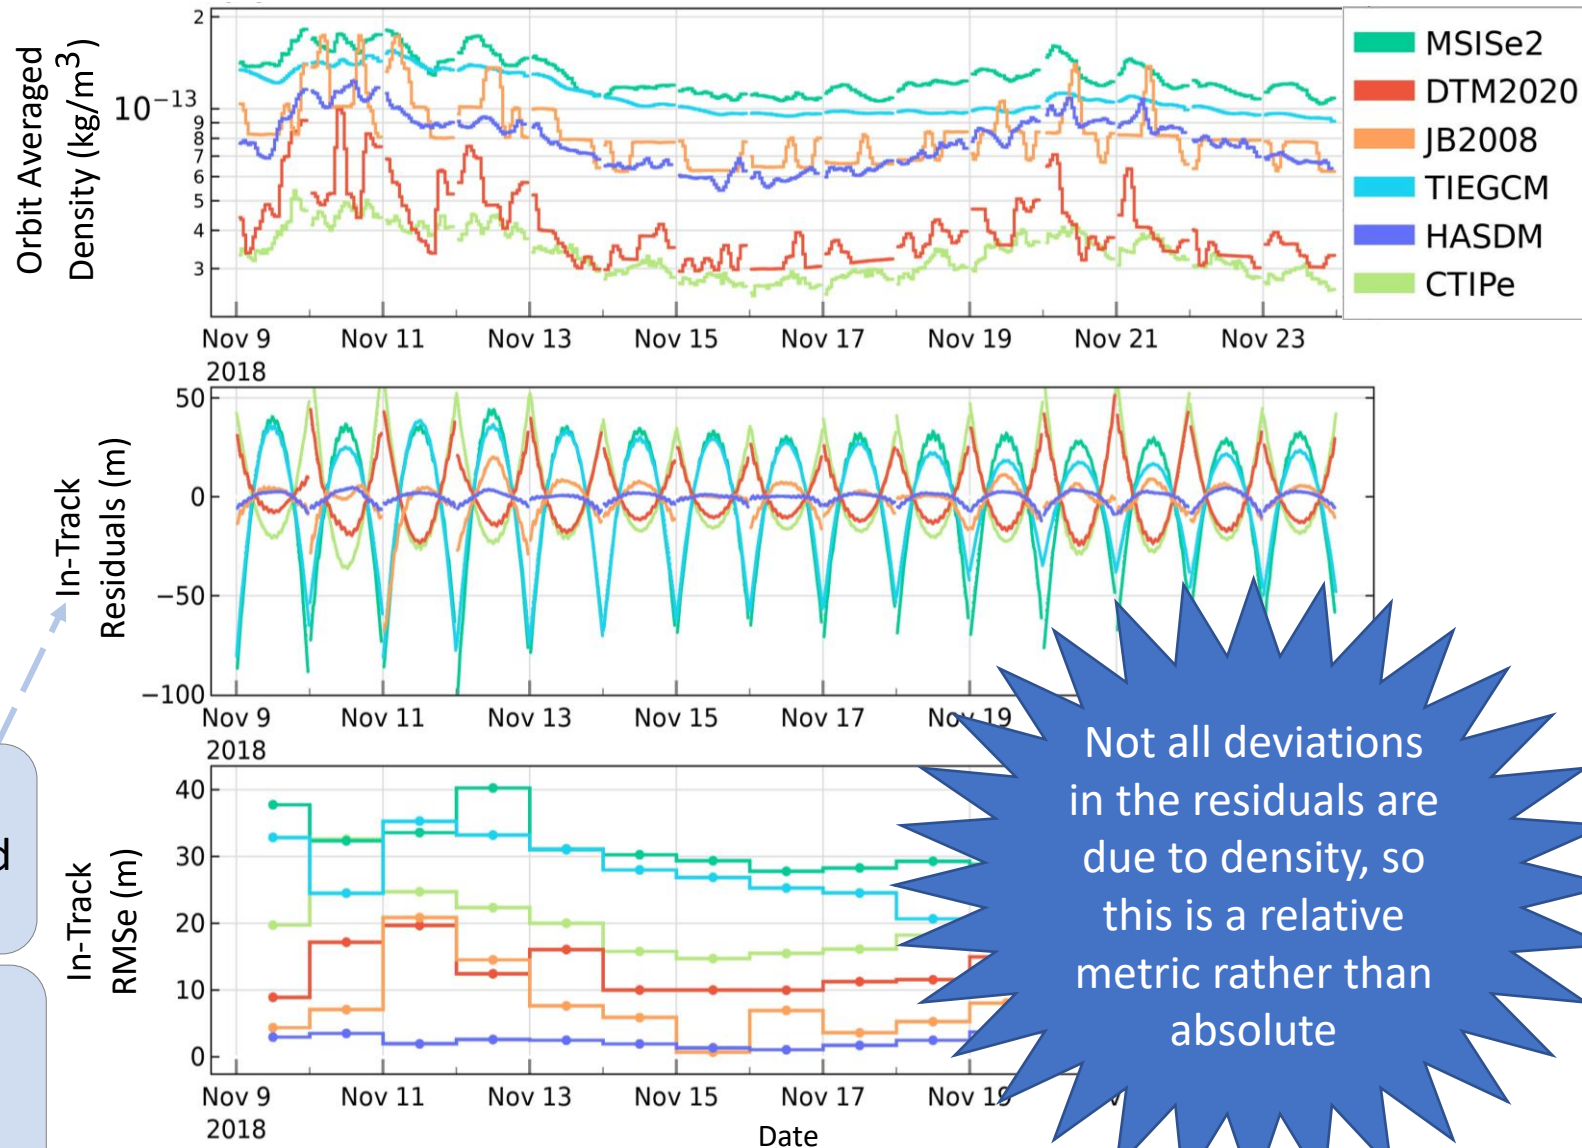 Orbit Averaged
Density (kg/m³)
2
10⁻¹³
9
8
7
6
5
4
3
Nov 9 Nov 11 Nov 13 Nov 15 Nov 17 Nov 19 Nov 21 Nov 23
2018
MSISe2
DTM2020
JB2008
TIEGCM
HASDM
CTIPe
In-Track
Residuals (m)
50
0
−50
−100
Nov 9 Nov 11 Nov 13 Nov 15 Nov 17 Nov 19
2018
In-Track
RMSe (m)
40
30
20
10
0
Nov 9 Nov 11 Nov 13 Nov 15 Nov 17 Nov 19
2018
Date
Not all deviations
in the residuals are
due to density, so
this is a relative
metric rather than
absolute